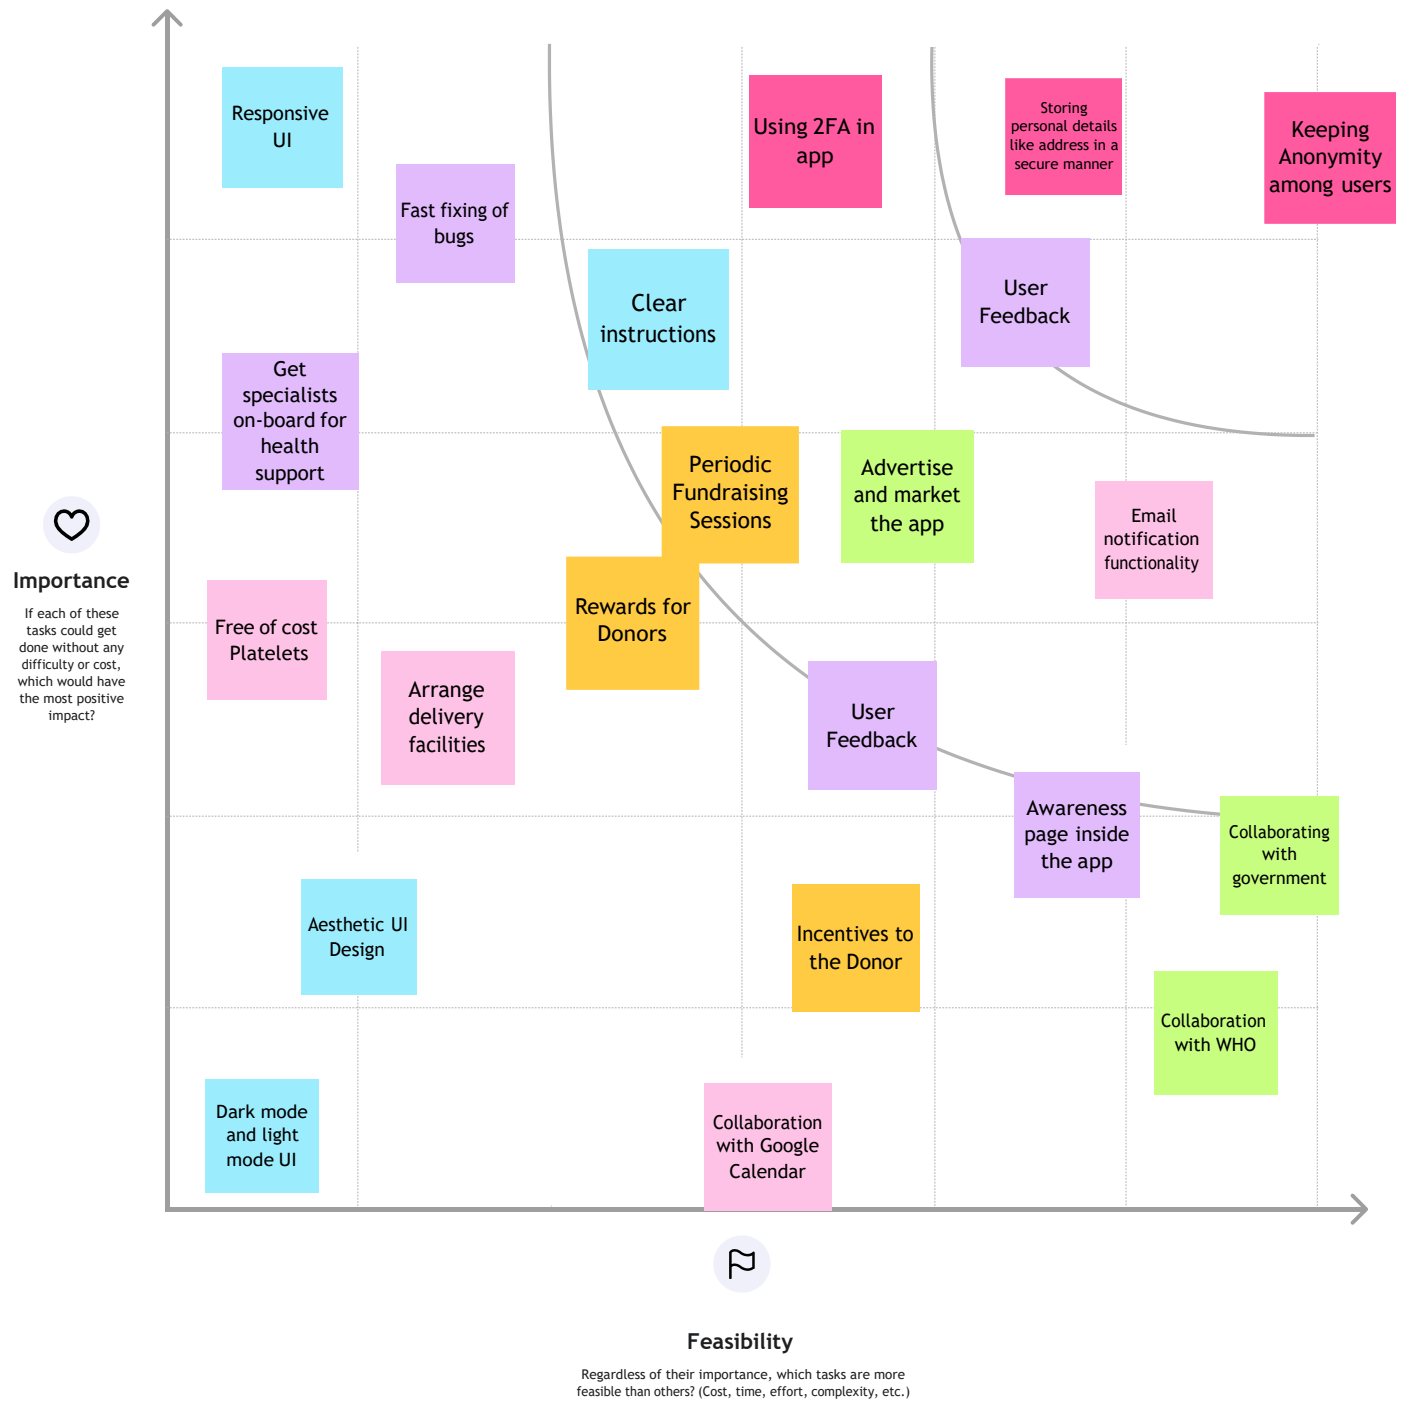 Responsive
UI
Using 2FA in
app
Storing
personal details
like address in a
secure manner
Keeping
Anonymity
among users
Fast fixing of
bugs
Clear
instructions
User
Feedback
Get
specialists
on-board for
health
support
Periodic
Fundraising
Sessions
Advertise
and market
the app
Email
notification
functionality
Importance
If each of these
tasks could get
done without any
difficulty or cost,
which would have
the most positive
impact?
Free of cost
Platelets
Rewards for
Donors
Arrange
delivery
facilities
User
Feedback
Awareness
page inside
the app
Collaborating
with
government
Aesthetic UI
Design
Incentives to
the Donor
Collaboration
with WHO
Dark mode
and light
mode UI
Collaboration
with Google
Calendar
Feasibility
Regardless of their importance, which tasks are more
feasible than others? (Cost, time, effort, complexity, etc.)